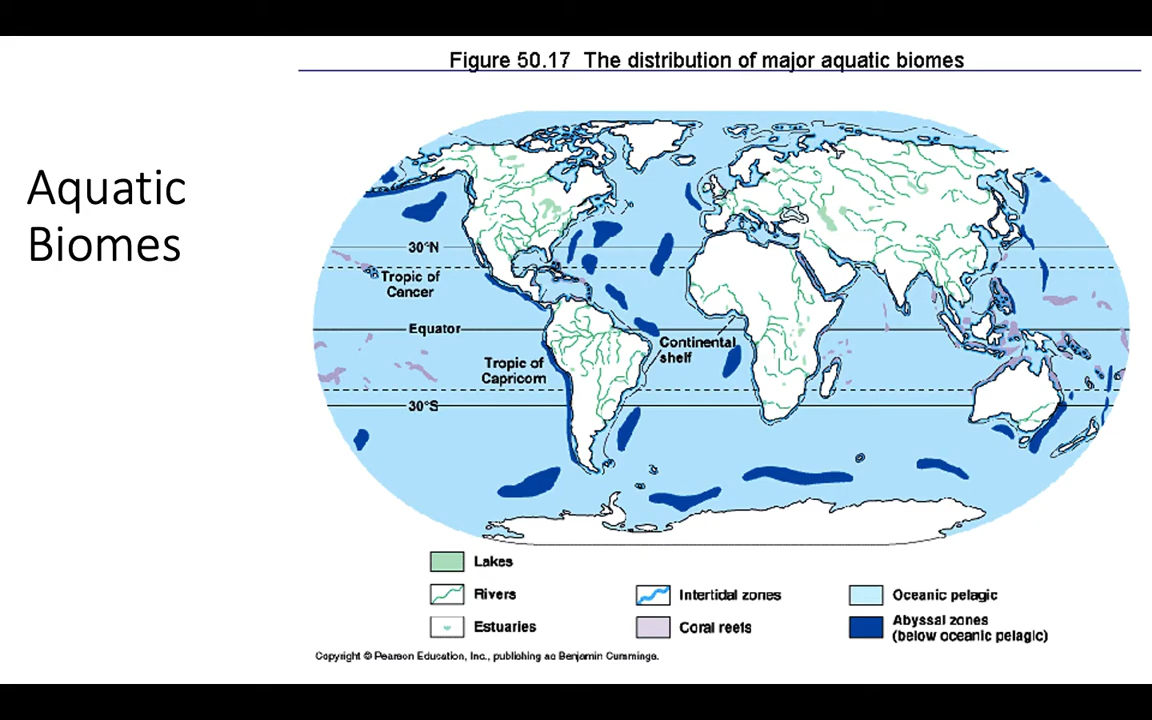 Figure 50.17 The distribution of major aquatic biomes
Aquatic
Biomes
30°N
Tropic of
Cancer
Equator
Continental
shelf
Tropic of
Capricorn
30°S
Lakes
Rivers
Intertidal zones
Oceanic pelagic
Estuaries
Coral reefs
Abyssal zones
(below oceanic pelagic)
Copyright © Pearson Education, Inc., publishing as Benjamin Cummings.